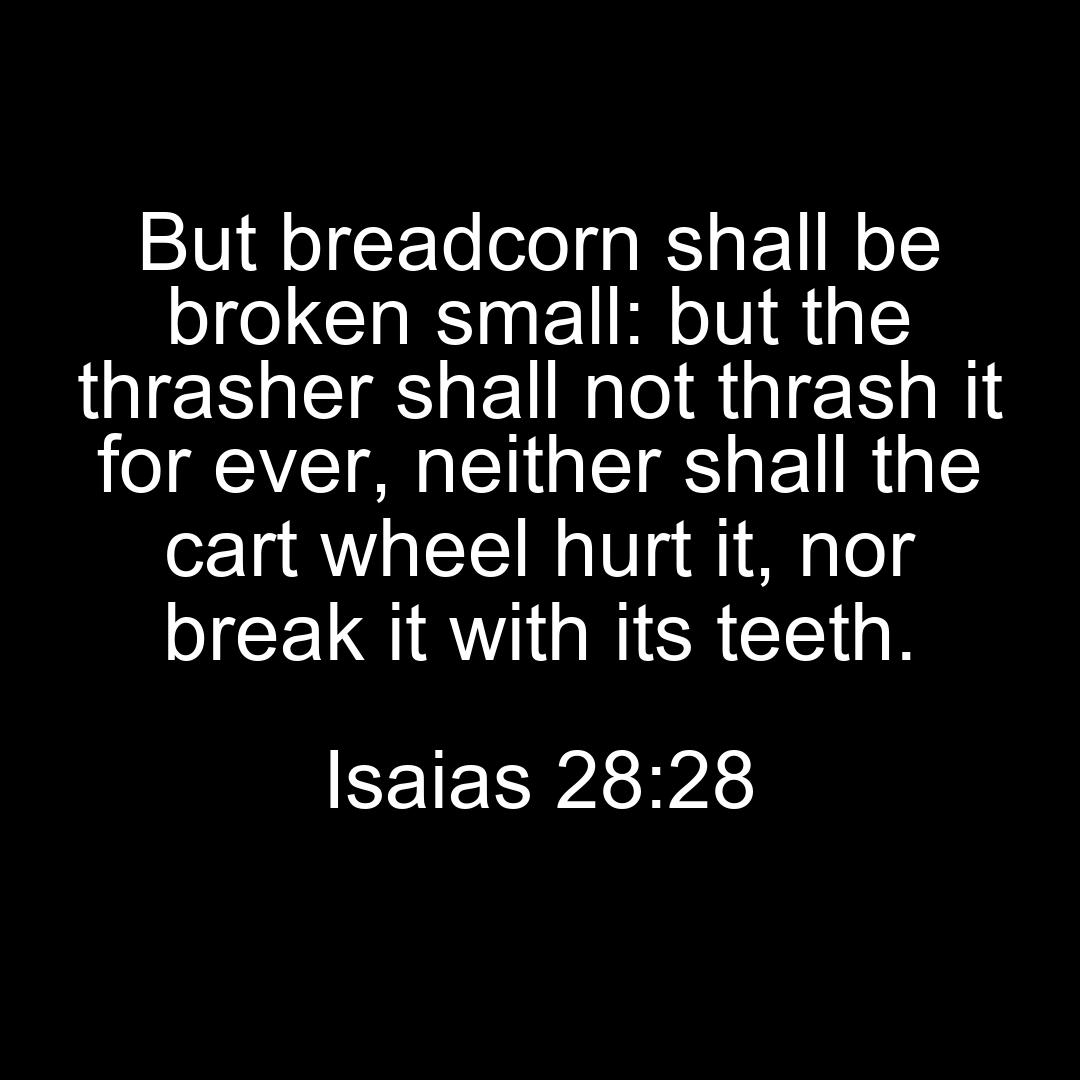 But breadcorn shall be
broken small: but the
thrasher shall not thrash it
for ever, neither shall the
cart wheel hurt it, nor
break it with its teeth.
Isaias 28:28